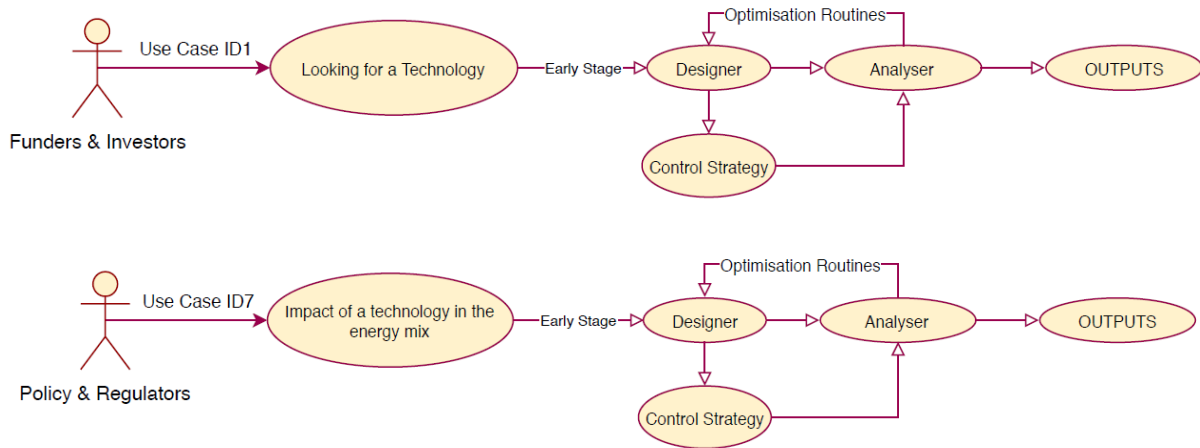 Optimisation Routines
Use Case ID1
Looking for a Technology
Early Stage
Designer
Analyser
OUTPUTS
Funders & Investors
Control Strategy
Optimisation Routines
Use Case ID7
Impact of a technology in the
energy mix
Early Stage
Designer
Analyser
OUTPUTS
Policy & Regulators
Control Strategy